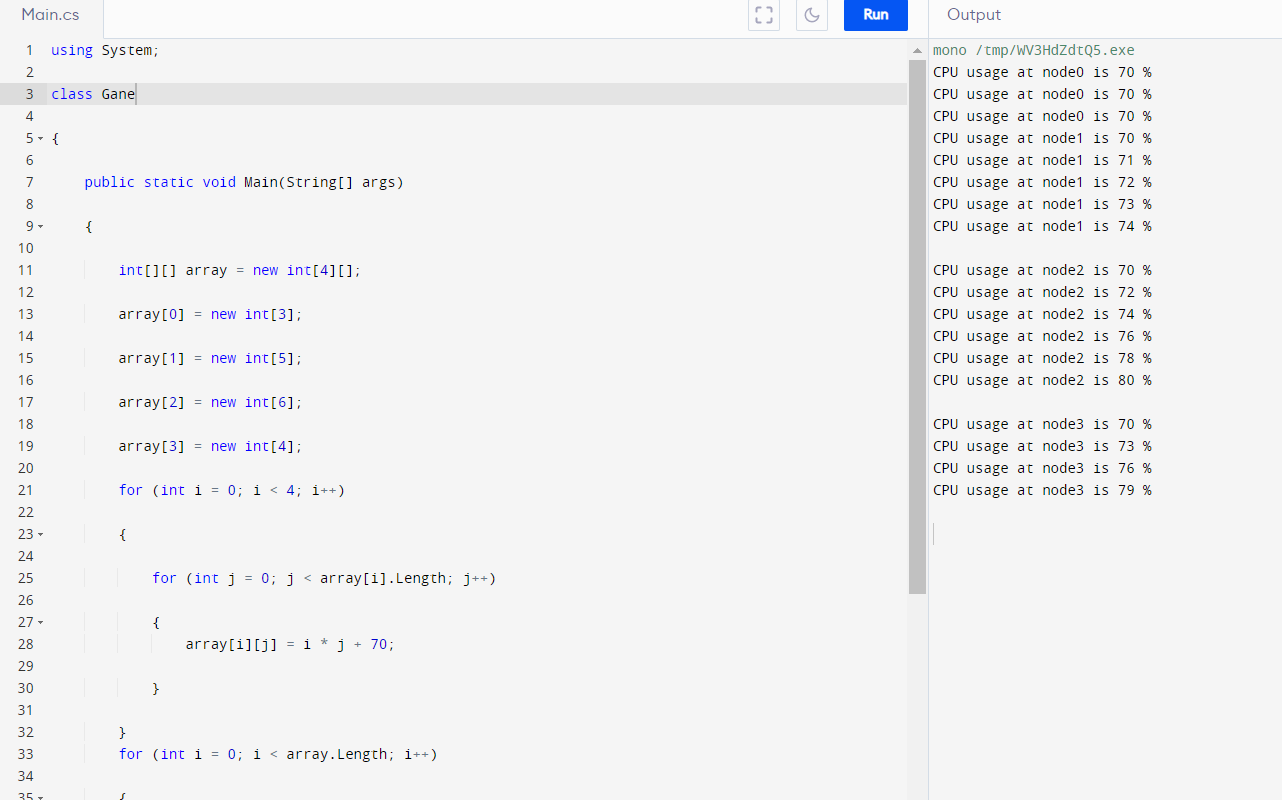 Main.cs
Run
Output
1 using System;
2
3 class Gane
4
5 {
6
7 public static void Main(String[] args)
8
9 {
10
11 int[][] array = new int[4][];
12
13 array[0] = new int[3];
14
15 array[1] = new int[5];
16
17 array[2] = new int[6];
18
19 array[3] = new int[4];
20
21 for (int i = 0; i < 4; i++)
22
23 {
24
25 for (int j = 0; j < array[i].Length; j++)
26
27 {
28 array[i][j] = i * j + 70;
29
30 }
31
32 }
33 for (int i = 0; i < array.Length; i++)
34
35 {
mono /tmp/WV3HdZdtQ5.exe
CPU usage at node0 is 70 %
CPU usage at node0 is 70 %
CPU usage at node0 is 70 %
CPU usage at node1 is 70 %
CPU usage at node1 is 71 %
CPU usage at node1 is 72 %
CPU usage at node1 is 73 %
CPU usage at node1 is 74 %
CPU usage at node2 is 70 %
CPU usage at node2 is 72 %
CPU usage at node2 is 74 %
CPU usage at node2 is 76 %
CPU usage at node2 is 78 %
CPU usage at node2 is 80 %
CPU usage at node3 is 70 %
CPU usage at node3 is 73 %
CPU usage at node3 is 76 %
CPU usage at node3 is 79 %